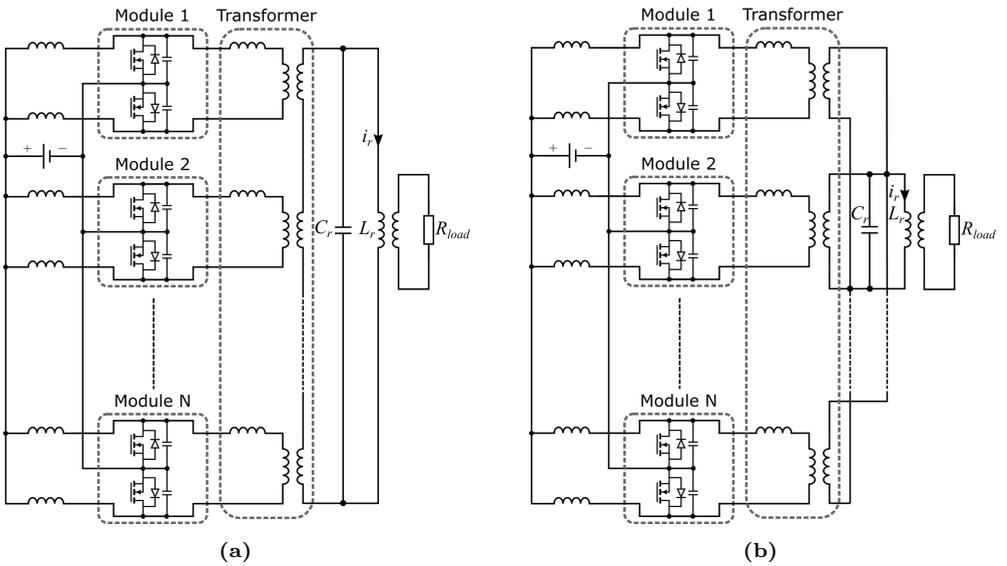 Module 1 Transformer
+ −
Module 2
i_r
C_r L_r R_load
Module N
(a)
Module 1 Transformer
+ −
Module 2
i_r
C_r L_r R_load
Module N
(b)